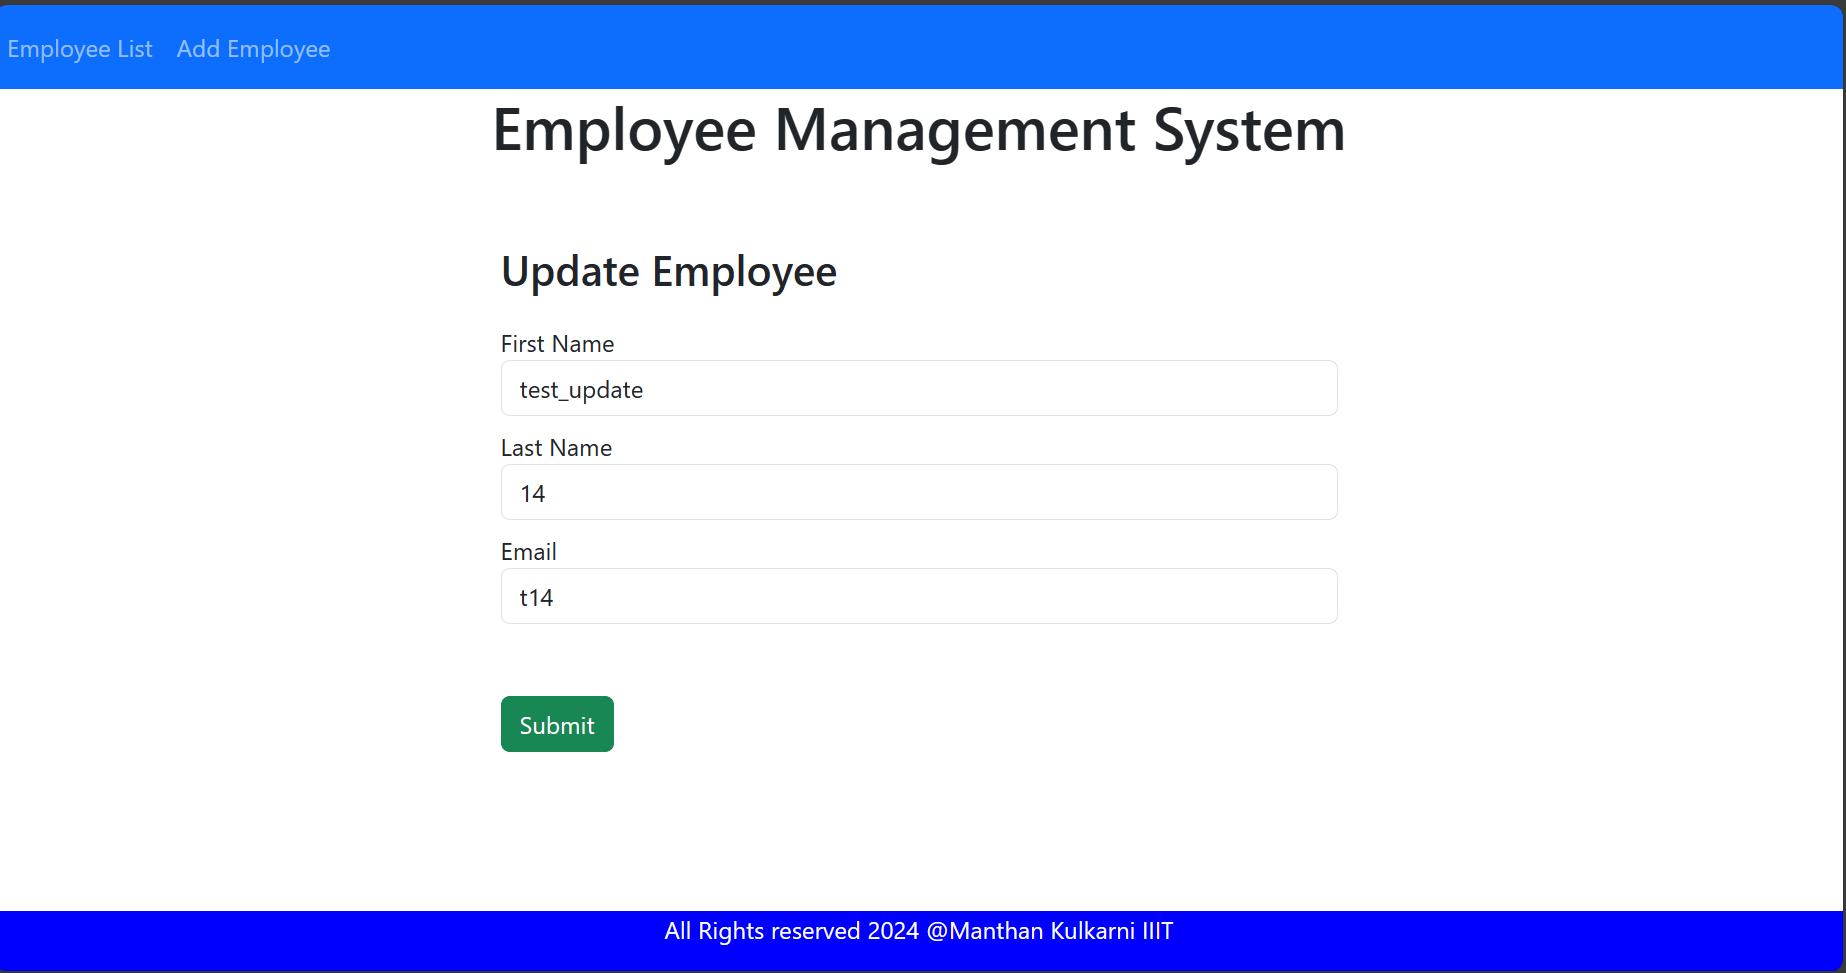 Employee List Add Employee
Employee Management System
Update Employee
First Name
test_update
Last Name
14
Email
t14
Submit
All Rights reserved 2024 @Manthan Kulkarni IIIT